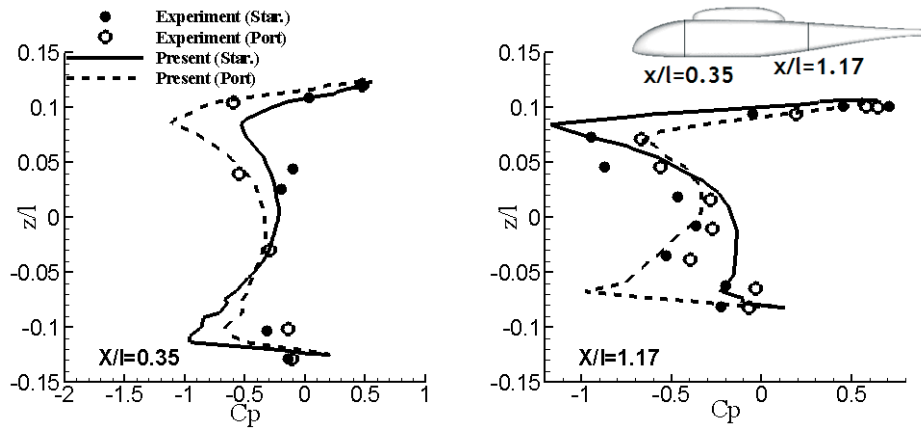 Experiment (Star.)
Experiment (Port)
Present (Star.)
Present (Port)
0.15
0.1
0.05
0
-0.05
-0.1
-0.15
z/l
X/l=0.35
-2 -1.5 -1 -0.5 0 0.5 1
Cp
x/l=0.35 x/l=1.17
0.15
0.1
0.05
0
-0.05
-0.1
-0.15
z/l
X/l=1.17
-1 -0.5 0 0.5
Cp